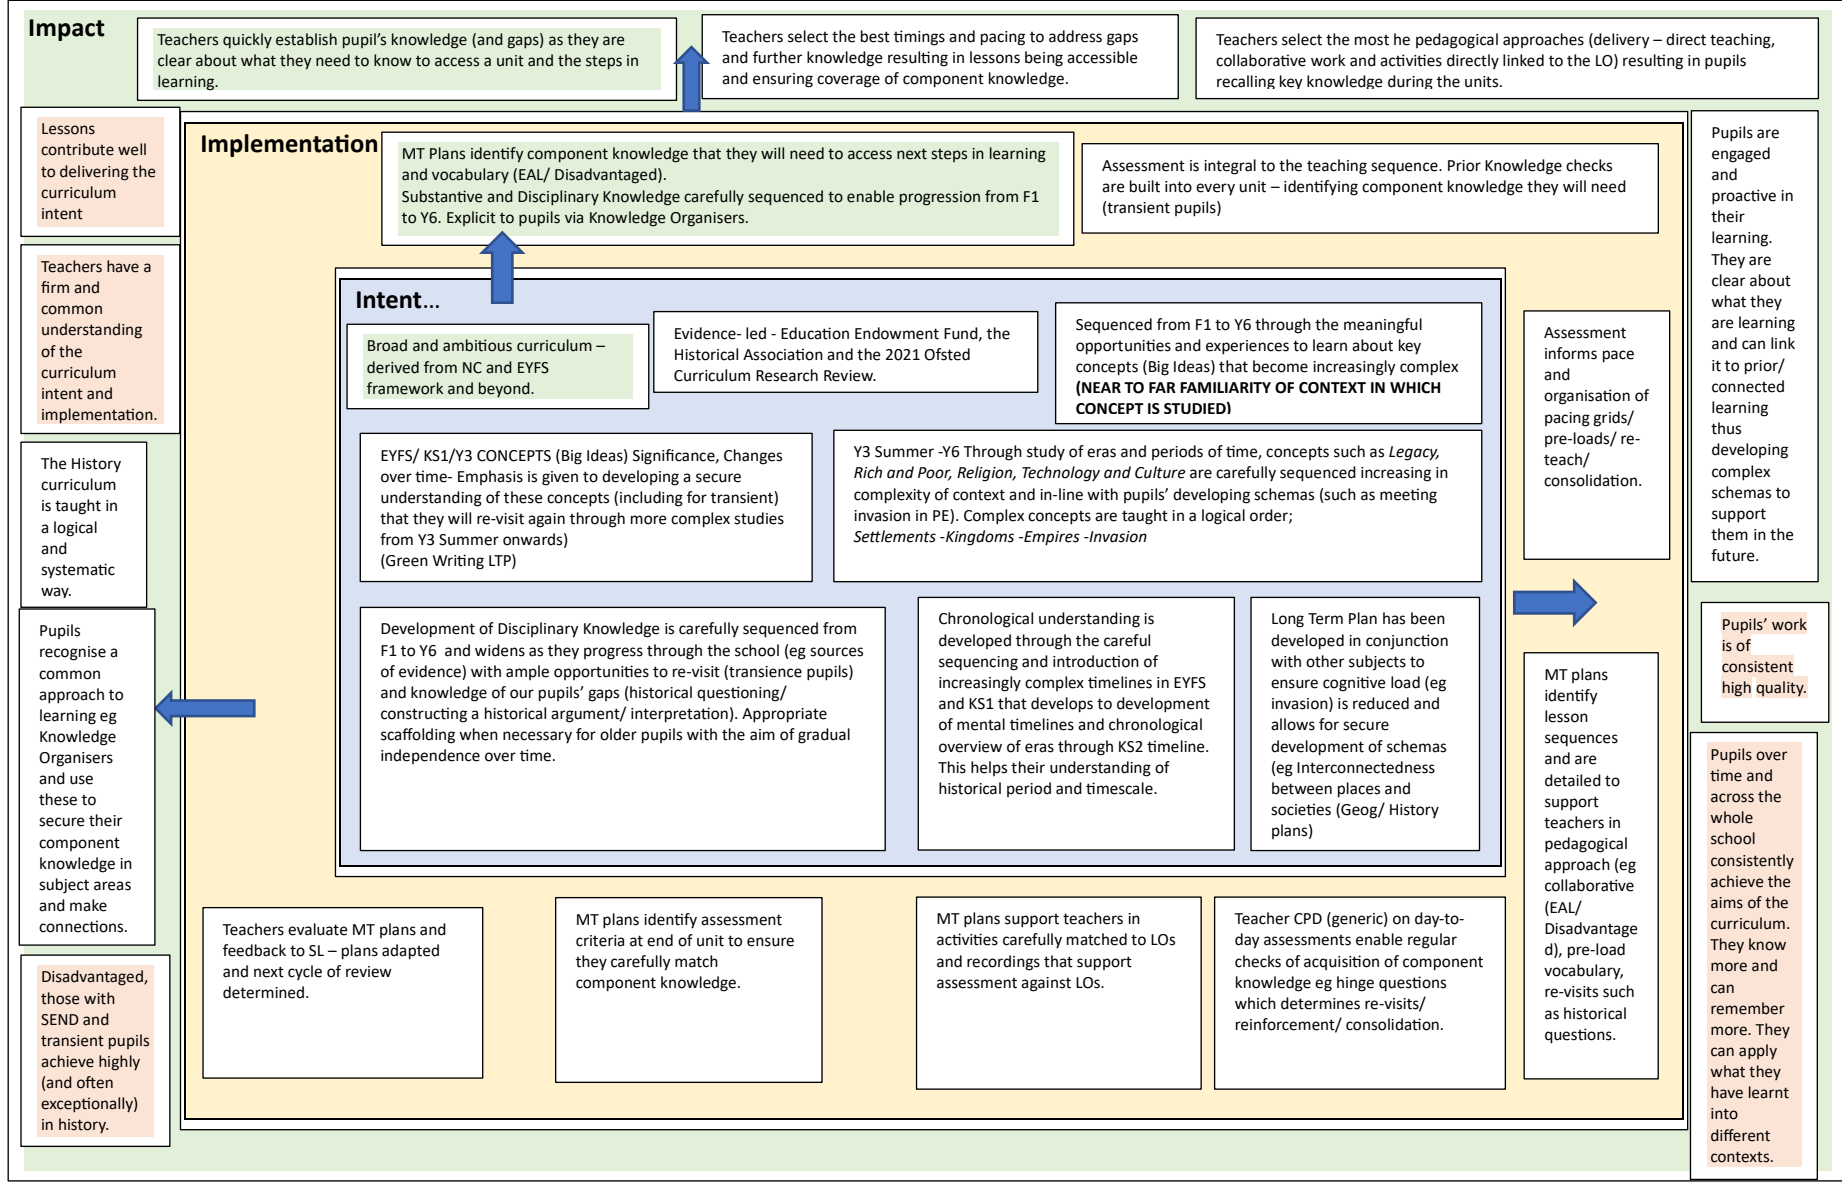 Impact
Teachers quickly establish pupil's knowledge (and gaps) as they are
clear about what they need to know to access a unit and the steps in
learning.
Teachers select the best timings and pacing to address gaps
and further knowledge resulting in lessons being accessible
and ensuring coverage of component knowledge.
Teachers select the most he pedagogical approaches (delivery – direct teaching,
collaborative work and activities directly linked to the LO) resulting in pupils
recalling key knowledge during the units.
Lessons
contribute well
to delivering the
curriculum
intent
Teachers have a
firm and
common
understanding
of the
curriculum
intent and
implementation.
The History
curriculum
is taught in
a logical
and
systematic
way.
Pupils
recognise a
common
approach to
learning eg
Knowledge
Organisers
and use
these to
secure their
component
knowledge in
subject areas
and make
connections.
Disadvantaged,
those with
SEND and
transient pupils
achieve highly
(and often
exceptionally)
in history.
Implementation
MT Plans identify component knowledge that they will need to access next steps in learning
and vocabulary (EAL/ Disadvantaged).
Substantive and Disciplinary Knowledge carefully sequenced to enable progression from F1
to Y6. Explicit to pupils via Knowledge Organisers.
Assessment is integral to the teaching sequence. Prior Knowledge checks
are built into every unit – identifying component knowledge they will need
(transient pupils)
Intent...
Broad and ambitious curriculum –
derived from NC and EYFS
framework and beyond.
Evidence- led - Education Endowment Fund, the
Historical Association and the 2021 Ofsted
Curriculum Research Review.
Sequenced from F1 to Y6 through the meaningful
opportunities and experiences to learn about key
concepts (Big Ideas) that become increasingly complex
(NEAR TO FAR FAMILIARITY OF CONTEXT IN WHICH
CONCEPT IS STUDIED)
EYFS/ KS1/Y3 CONCEPTS (Big Ideas) Significance, Changes
over time- Emphasis is given to developing a secure
understanding of these concepts (including for transient)
that they will re-visit again through more complex studies
from Y3 Summer onwards)
(Green Writing LTP)
Y3 Summer -Y6 Through study of eras and periods of time, concepts such as Legacy,
Rich and Poor, Religion, Technology and Culture are carefully sequenced increasing in
complexity of context and in-line with pupils' developing schemas (such as meeting
invasion in PE). Complex concepts are taught in a logical order;
Settlements -Kingdoms -Empires -Invasion
Development of Disciplinary Knowledge is carefully sequenced from
F1 to Y6 and widens as they progress through the school (eg sources
of evidence) with ample opportunities to re-visit (transience pupils)
and knowledge of our pupils' gaps (historical questioning/
constructing a historical argument/ interpretation). Appropriate
scaffolding when necessary for older pupils with the aim of gradual
independence over time.
Chronological understanding is
developed through the careful
sequencing and introduction of
increasingly complex timelines in EYFS
and KS1 that develops to development
of mental timelines and chronological
overview of eras through KS2 timeline.
This helps their understanding of
historical period and timescale.
Long Term Plan has been
developed in conjunction
with other subjects to
ensure cognitive load (eg
invasion) is reduced and
allows for secure
development of schemas
(eg Interconnectedness
between places and
societies (Geog/ History
plans)
Assessment
informs pace
and
organisation of
pacing grids/
pre-loads/ re-
teach/
consolidation.
MT plans
identify
lesson
sequences
and are
detailed to
support
teachers in
pedagogical
approach (eg
collaborative
(EAL/
Disadvantage
d), pre-load
vocabulary,
re-visits such
as historical
questions.
Teachers evaluate MT plans and
feedback to SL – plans adapted
and next cycle of review
determined.
MT plans identify assessment
criteria at end of unit to ensure
they carefully match
component knowledge.
MT plans support teachers in
activities carefully matched to LOs
and recordings that support
assessment against LOs.
Teacher CPD (generic) on day-to-
day assessments enable regular
checks of acquisition of component
knowledge eg hinge questions
which determines re-visits/
reinforcement/ consolidation.
Pupils are
engaged
and
proactive in
their
learning.
They are
clear about
what they
are learning
and can link
it to prior/
connected
learning
thus
developing
complex
schemas to
support
them in the
future.
Pupils' work
is of
consistent
high quality.
Pupils over
time and
across the
whole
school
consistently
achieve the
aims of the
curriculum.
They know
more and
can
remember
more. They
can apply
what they
have learnt
into
different
contexts.